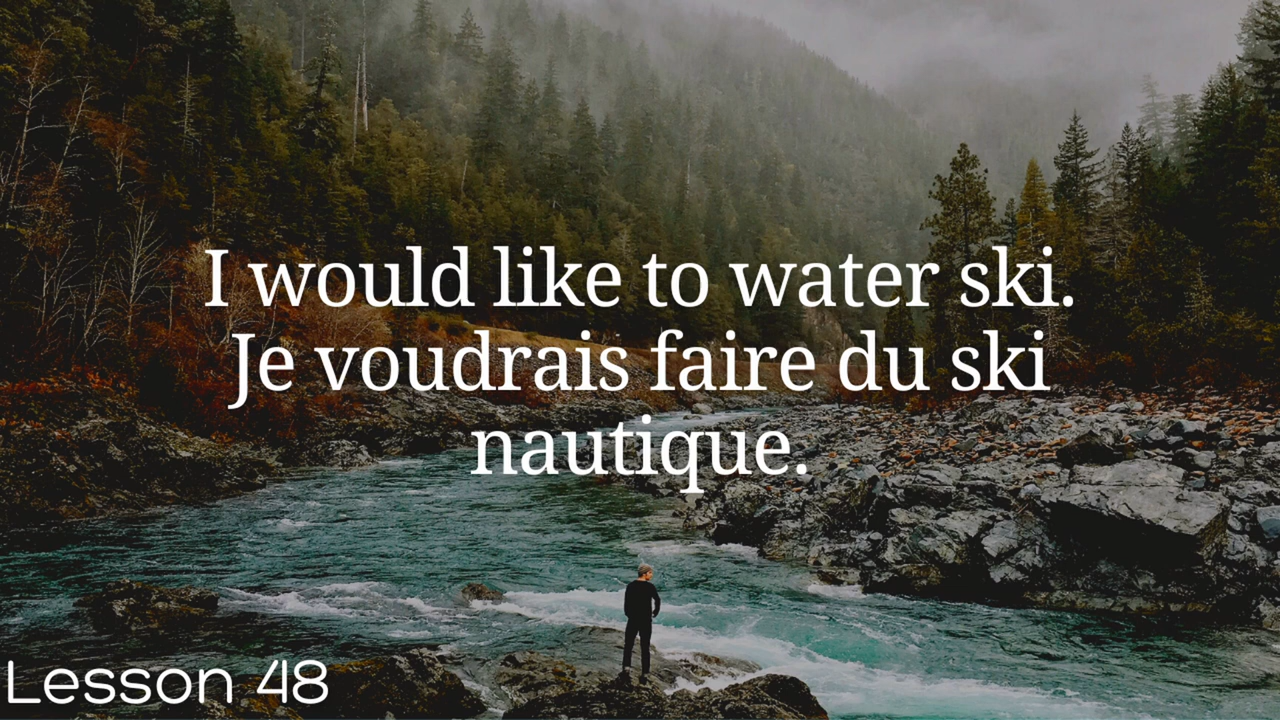 I would like to water ski.
Je voudrais faire du ski
nautique.
Lesson 48